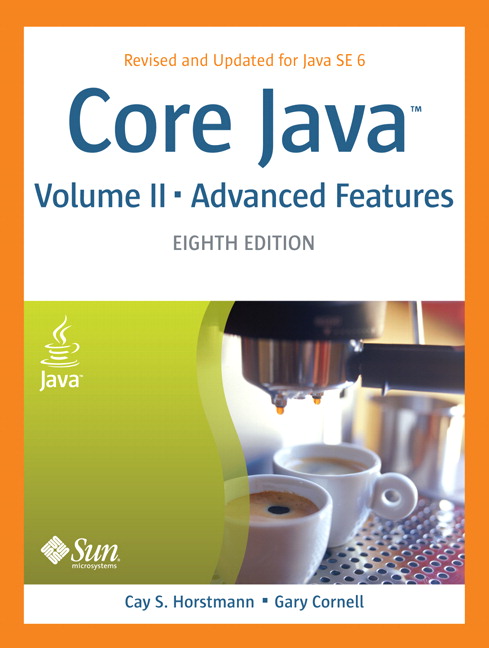 Revised and Updated for Java SE 6
Core Java™
Volume II ▪ Advanced Features
EIGHTH EDITION
Java™
Sun
microsystems
Cay S. Horstmann ▪ Gary Cornell